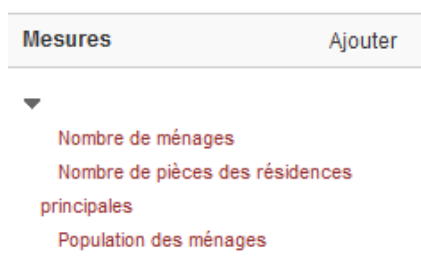 Mesures Ajouter
Nombre de ménages
Nombre de pièces des résidences
principales
Population des ménages